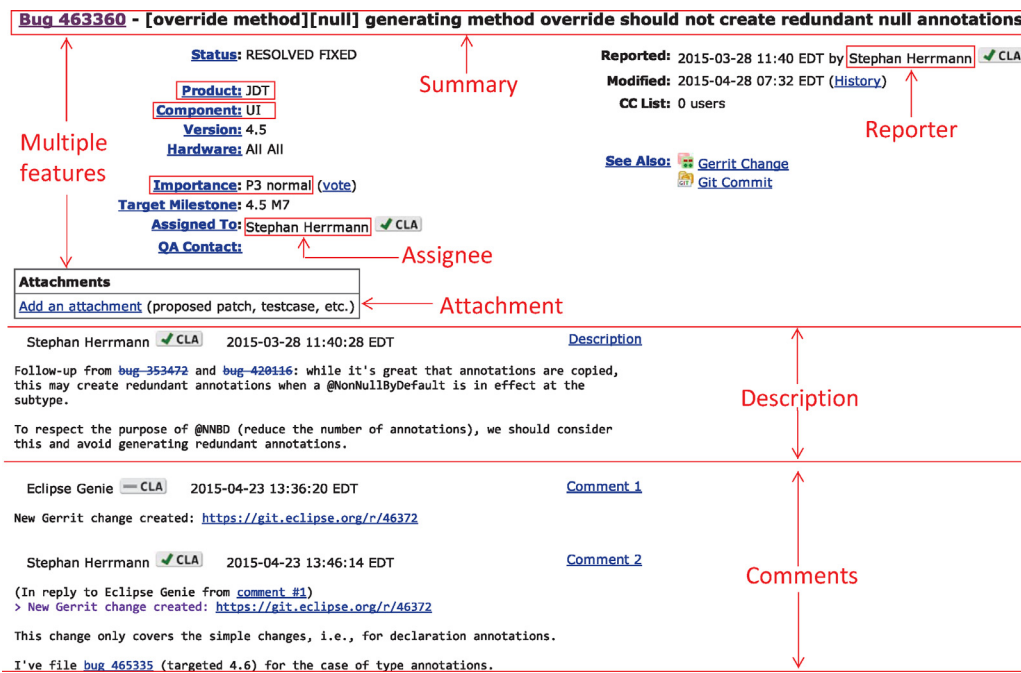 Bug 463360 - [override method][null] generating method override should not create redundant null annotations
Status: RESOLVED FIXED
Reported: 2015-03-28 11:40 EDT by Stephan Herrmann CLA
Summary
Modified: 2015-04-28 07:32 EDT (History)
Product: JDT
CC List: 0 users
Component: UI
Reporter
Version: 4.5
Multiple
features
Hardware: All All
See Also: Gerrit Change
Git Commit
Importance: P3 normal (vote)
Target Milestone: 4.5 M7
Assigned To: Stephan Herrmann CLA
QA Contact:
Assignee
Attachments
Add an attachment (proposed patch, testcase, etc.)
Attachment
Stephan Herrmann CLA 2015-03-28 11:40:28 EDT Description
Follow-up from bug 353472 and bug 420116: while it's great that annotations are copied,
this may create redundant annotations when a @NonNullByDefault is in effect at the
subtype.
Description
To respect the purpose of @NNBD (reduce the number of annotations), we should consider
this and avoid generating redundant annotations.
Eclipse Genie CLA 2015-04-23 13:36:20 EDT Comment 1
New Gerrit change created: https://git.eclipse.org/r/46372
Stephan Herrmann CLA 2015-04-23 13:46:14 EDT Comment 2
Comments
(In reply to Eclipse Genie from comment #1)
> New Gerrit change created: https://git.eclipse.org/r/46372
This change only covers the simple changes, i.e., for declaration annotations.
I've file bug 465335 (targeted 4.6) for the case of type annotations.